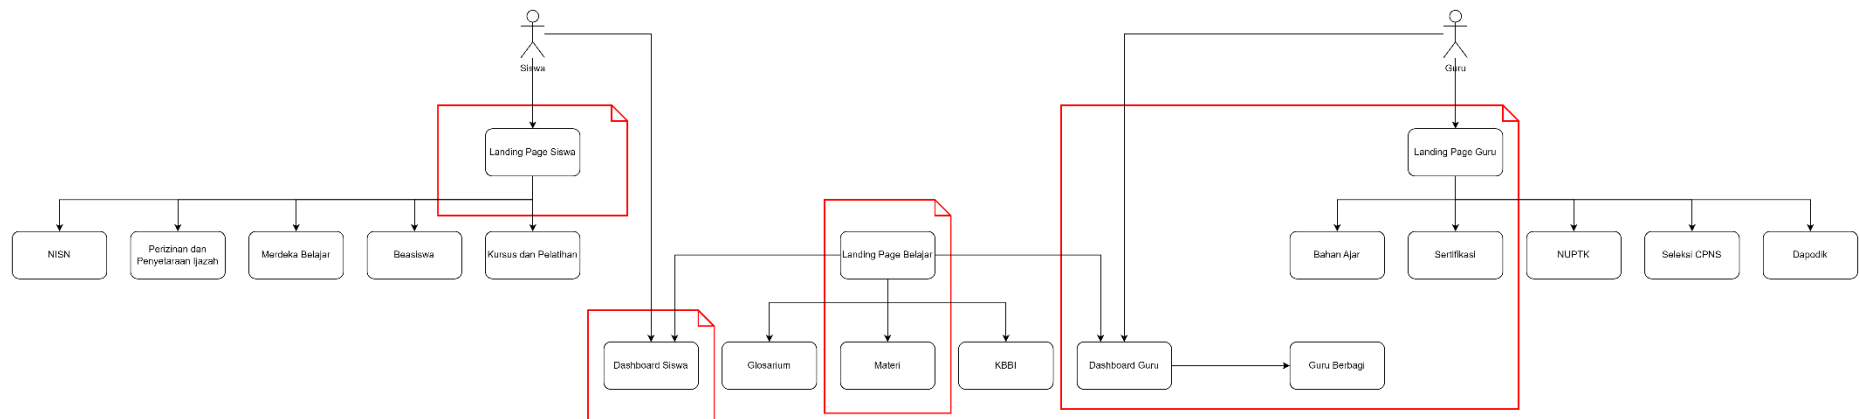 Siswa
Guru
Landing Page Siswa
Landing Page Guru
NISN
Perizinan dan
Penyetaraan Ijazah
Merdeka Belajar
Beasiswa
Kursus dan Pelatihan
Landing Page Belajar
Bahan Ajar
Sertifikasi
NUPTK
Seleksi CPNS
Dapodik
Dashboard Siswa
Glosarium
Materi
KBBI
Dashboard Guru
Guru Berbagi